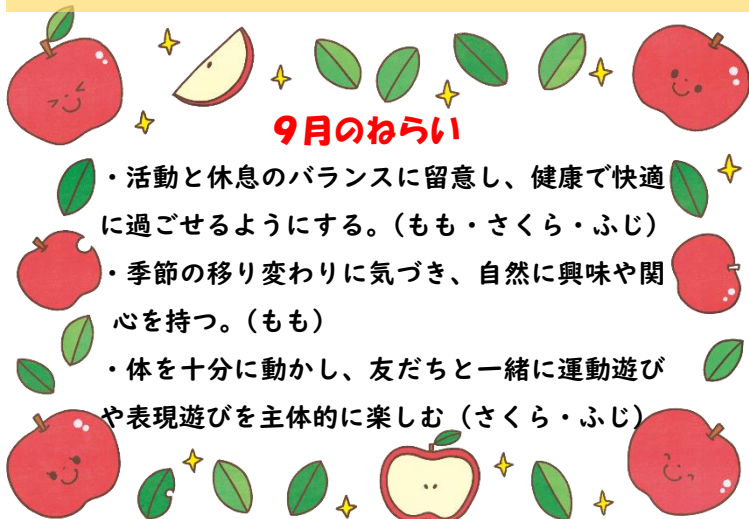 9月のねらい
・活動と休息のバランスに留意し、健康で快適
に過ごせるようにする。(もも・さくら・ふじ)
・季節の移り変わりに気づき、自然に興味や関
心を持つ。(もも)
・体を十分に動かし、友だちと一緒に運動遊び
や表現遊びを主体的に楽しむ(さくら・ふじ)